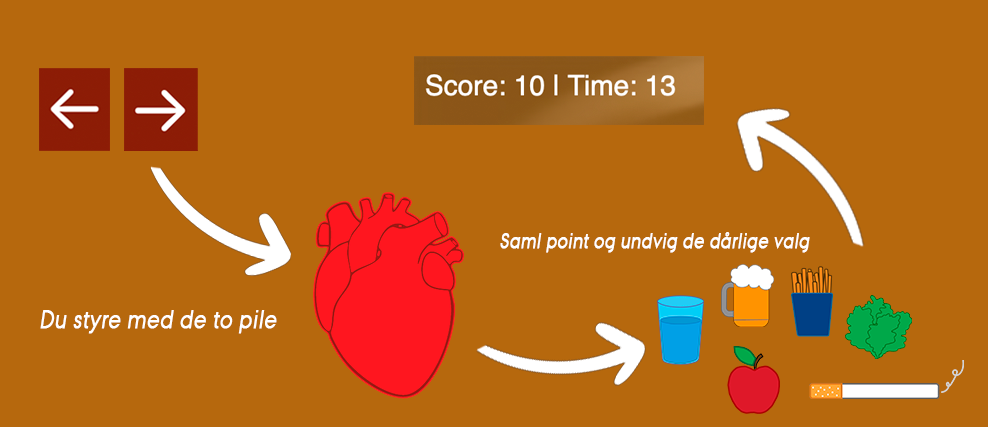 Score: 10 | Time: 13
Saml point og undvig de dårlige valg
Du styre med de to pile